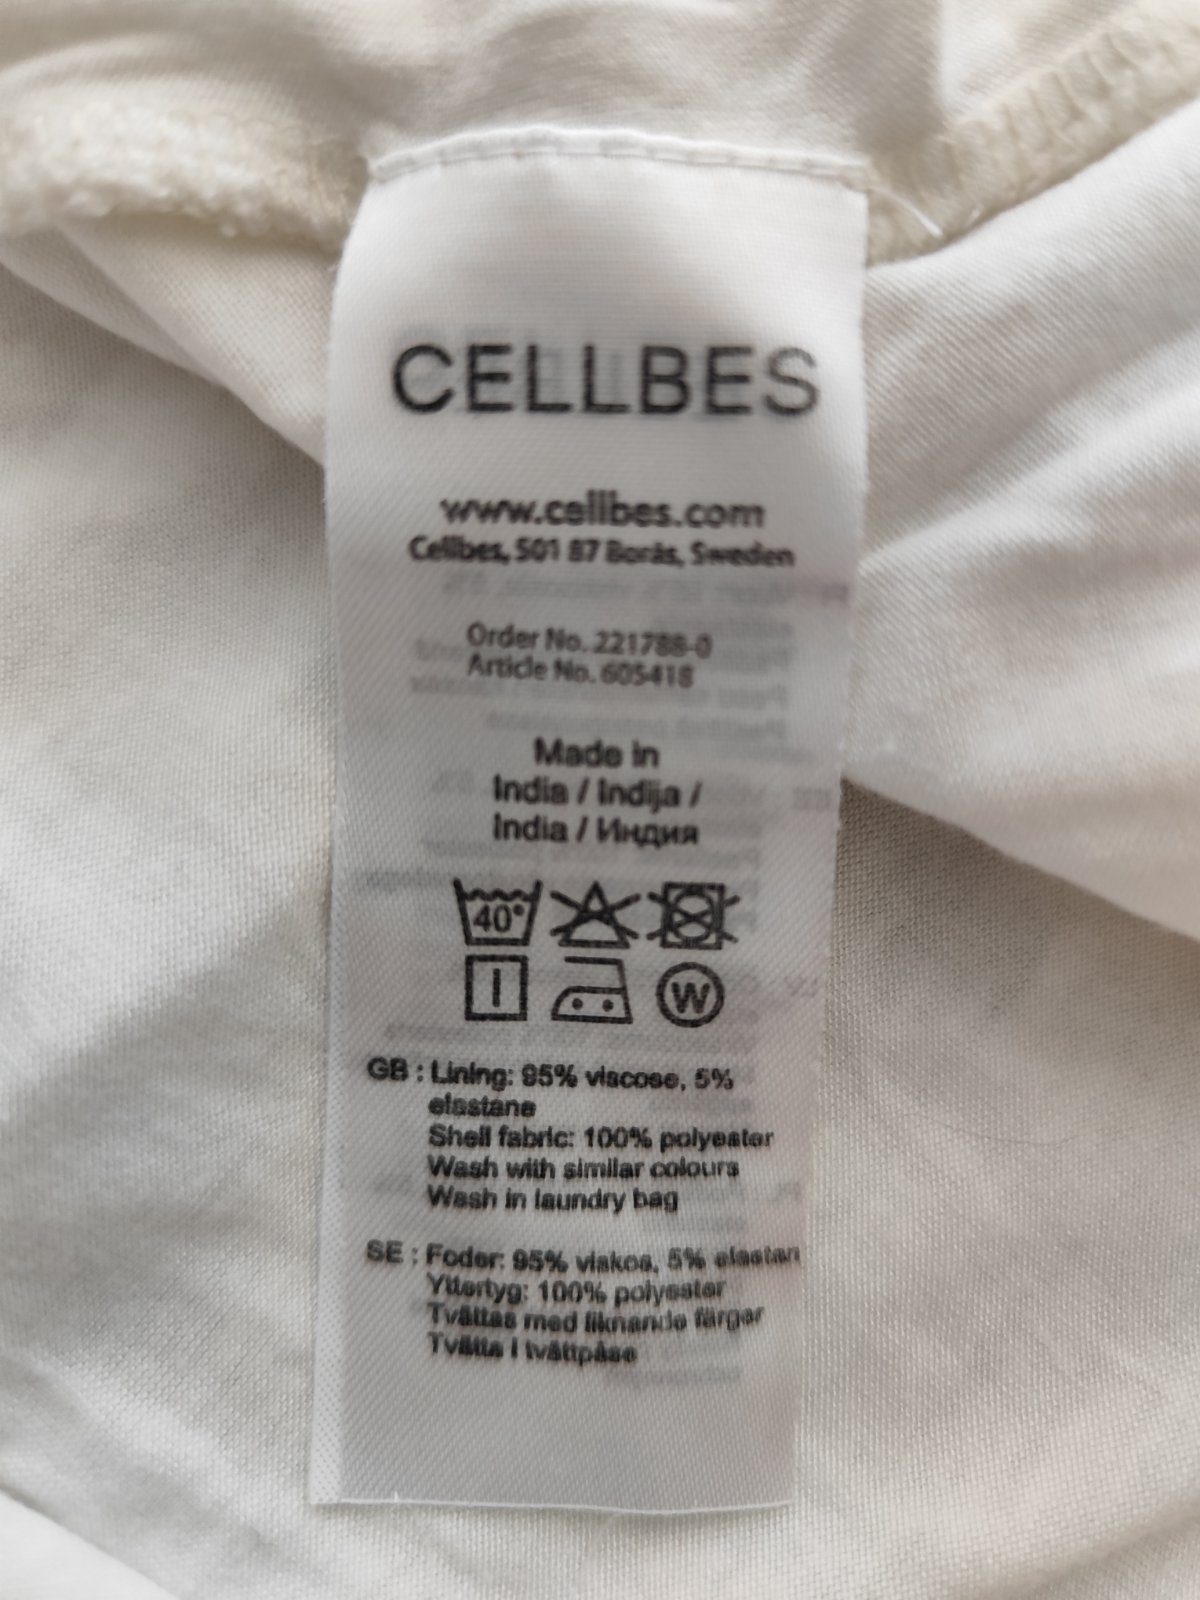 CELLBES
www.cellbes.com
Cellbes, 501 87 Borås, Sweden
Order No. 221788-0
Article No. 605418
Made in
India / Indija /
India / Индия
40°
W
GB : Lining: 95% viscose, 5%
elastane
Shell fabric: 100% polyester
Wash with similar colours
Wash in laundry bag
SE : Foder: 95% viskos, 5% elastan
Yttertyg: 100% polyester
Tvättas med liknande färger
Tvätta i tvättpåse